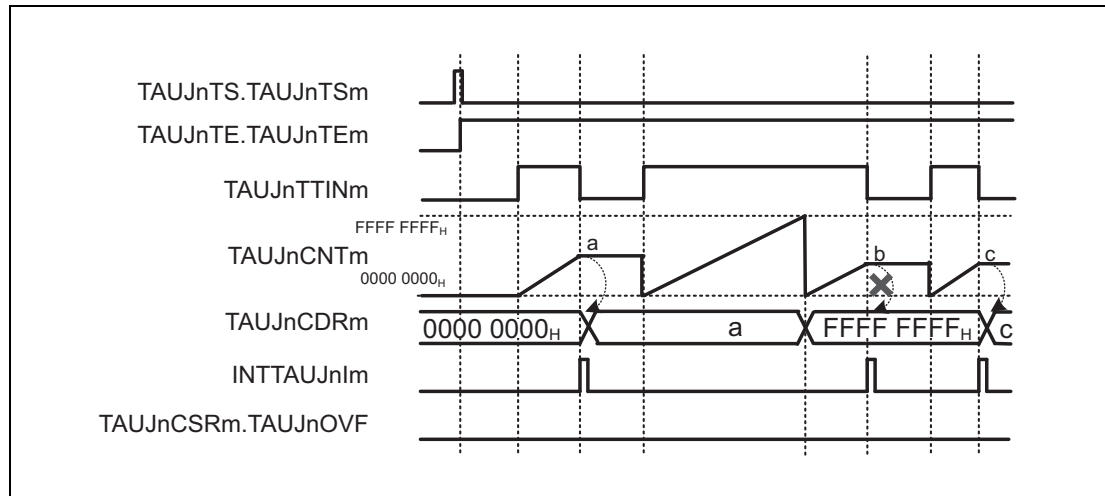 TAUJnTS.TAUJnTSm
TAUJnTE.TAUJnTEm
TAUJnTTINm
FFFF FFFFH
TAUJnCNTm
0000 0000H
a
b
c
TAUJnCDRm
0000 0000H
a
FFFF FFFFH
c
INTTAUJnIm
TAUJnCSRm.TAUJnOVF